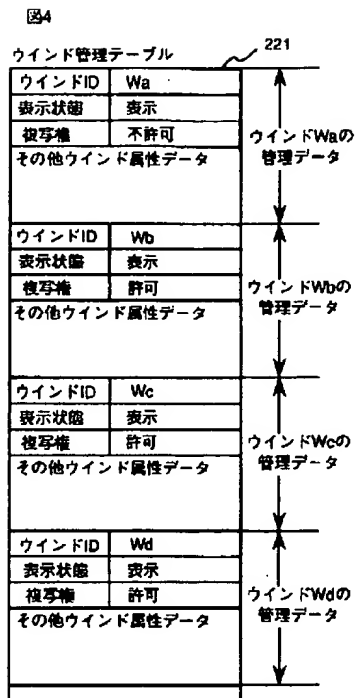 図4
ウインド管理テーブル
221
ウインドID Wa
表示状態 表示
複写権 不許可
その他ウインド属性データ
ウインドWaの
管理データ
ウインドID Wb
表示状態 表示
複写権 許可
その他ウインド属性データ
ウインドWbの
管理データ
ウインドID Wc
表示状態 表示
複写権 許可
その他ウインド属性データ
ウインドWcの
管理データ
ウインドID Wd
表示状態 表示
複写権 許可
その他ウインド属性データ
ウインドWdの
管理データ